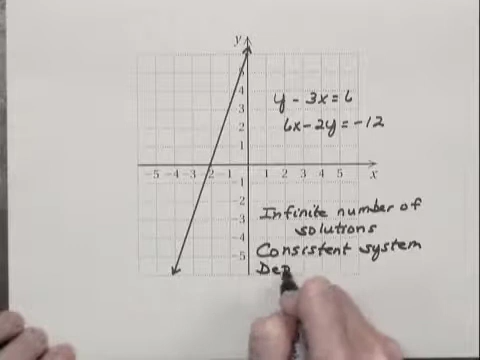 y
5
4
3
2
1
-5 -4 -3 -2 -1 1 2 3 4 5 x
-1
-2
-3
-4
-5
y - 3x = 6
6x - 2y = -12
Infinite number of
solutions
Consistent system
Dep